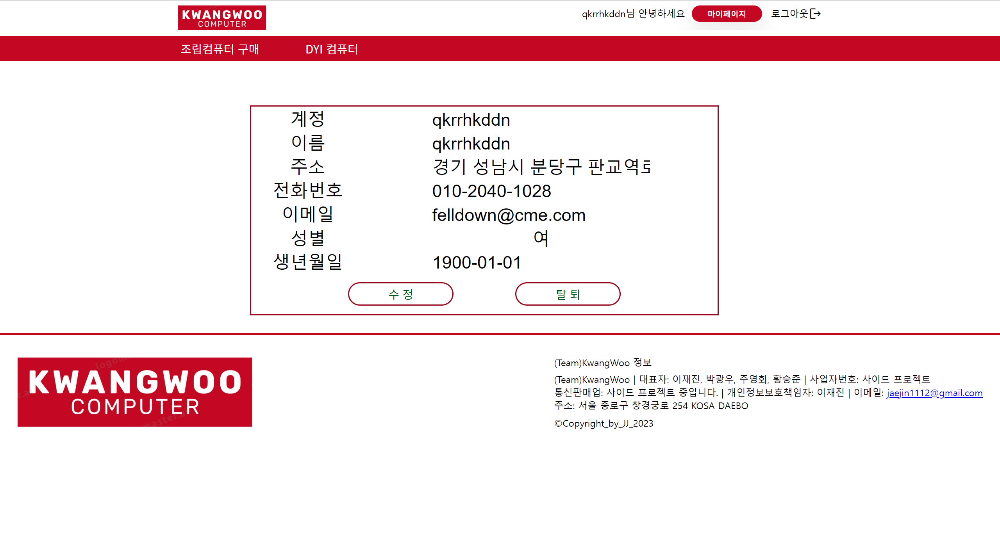 KWANGWOO
COMPUTER
qkrrhkddn님 안녕하세요
마이페이지
로그아웃
조립컴퓨터 구매
DYI 컴퓨터
계정 qkrrhkddn
이름 qkrrhkddn
주소 경기 성남시 분당구 판교역
전화번호 010-2040-1028
이메일 felldown@cme.com
성별 여
생년월일 1900-01-01
수 정
탈 퇴
KWANGWOO
COMPUTER
(Team)KwangWoo 정보
(Team)KwangWoo | 대표자: 이재진, 박광우, 주영회, 황승준 | 사업자번호: 사이드 프로젝트
통신판매업: 사이드 프로젝트 중입니다. | 개인정보보호책임자: 이재진 | 이메일: jaejin1112@gmail.com
주소: 서울 종로구 창경궁로 254 KOSA DAEBO
©Copyright_by_JJ_2023